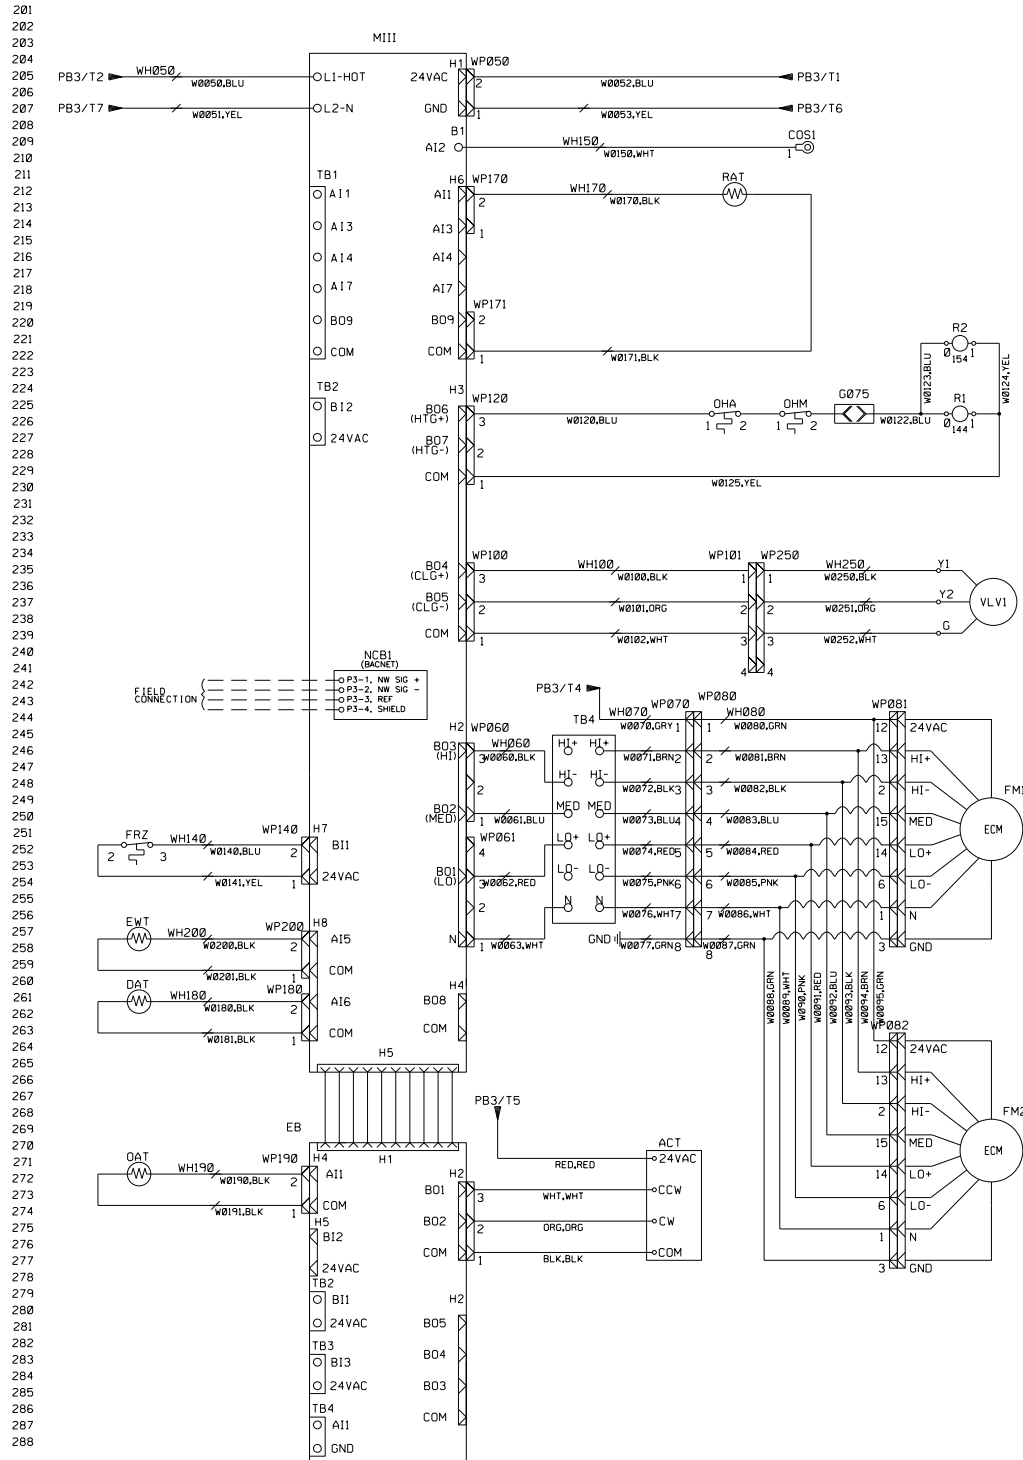 201
202
203
204
205
206
207
208
209
210
211
212
213
214
215
216
217
218
219
220
221
222
223
224
225
226
227
228
229
230
231
232
233
234
235
236
237
238
239
240
241
242
243
244
245
246
247
248
249
250
251
252
253
254
255
256
257
258
259
260
261
262
263
264
265
266
267
268
269
270
271
272
273
274
275
276
277
278
279
280
281
282
283
284
285
286
287
288
MIII
PB3/T2 WH050 W0050,BLU L1-HOT 24VAC H1 WP050 2 W0052,BLU PB3/T1
PB3/T7 W0051,YEL L2-N GND 1 W0053,YEL PB3/T6
B1 AI2 WH150 W0150,WHT COS1 1
TB1
AI1
AI3
AI4
AI7
BO9
COM
H6 WP170
AI1 2 WH170 W0170,BLK RAT
AI3 1
AI4
AI7
WP171
BO9 2
COM 1 W0171,BLK
TB2
BI2
24VAC
H3 WP120
BO6 (HTG+) 3 W0120,BLU OHA 1 2 OHM 1 2 G075 W0122,BLU
BO7 (HTG-) 2
COM 1 W0125,YEL
W0123,BLU R2 0 154 1 W0124,YEL
R1 0 144 1
WP100 WP101 WP250
BO4 (CLG+) 3 WH100 W0100,BLK 1 1 WH250 W0250,BLK Y1
BO5 (CLG-) 2 W0101,ORG 2 2 W0251,ORG Y2 VLV1
COM 1 W0102,WHT 3 3 W0252,WHT G
4 4
NCB1
(BACNET)
FIELD CONNECTION
P3-1, NW SIG +
P3-2, NW SIG -
P3-3, REF
P3-4, SHIELD
PB3/T4
H2 WP060
BO3 (HI) 3 WH060 W0060,BLK
2
BO2 (MED) 1 W0061,BLU
WP061
4
BO1 (LO) 3 W0062,RED
2
N 1 W0063,WHT
TB4
HI+ HI+
HI- HI-
MED MED
LO+ LO+
LO- LO-
N N
GND
WP070 WP080
WH070 W0070,GRY 1 1 WH080 W0080,GRN
W0071,BRN 2 2 W0081,BRN
W0072,BLK 3 3 W0082,BLK
W0073,BLU 4 4 W0083,BLU
W0074,RED 5 5 W0084,RED
W0075,PNK 6 6 W0085,PNK
W0076,WHT 7 7 W0086,WHT
W0077,GRN 8 8 W0087,GRN
WP081
12 24VAC
13 HI+
2 HI-
15 MED
14 LO+
6 LO-
1 N
3 GND
FM1
ECM
W0088,GRN
W0089,WHT
W090,PNK
W0091,RED
W0092,BLU
W0093,BLK
W0094,BRN
W0095,GRN
WP082
12 24VAC
13 HI+
2 HI-
15 MED
14 LO+
6 LO-
1 N
3 GND
FM2
ECM
FRZ 2 3 WH140 W0140,BLU WP140 2 H7 BI1
W0141,YEL 1 24VAC
EWT WH200 W0200,BLK WP200 2 H8 AI5
W0201,BLK 1 COM
DAT WH180 W0180,BLK WP180 2 AI6
W0181,BLK 1 COM
H4
BO8
COM
H5
EB
H1
OAT WH190 W0190,BLK WP190 2 H4 AI1
W0191,BLK 1 COM
H5
BI2
24VAC
TB2
BI1
24VAC
TB3
BI3
24VAC
TB4
AI1
GND
PB3/T5
ACT
RED,RED 24VAC
H2
BO1 3 WHT,WHT CCW
BO2 2 ORG,ORG CW
COM 1 BLK,BLK COM
H2
BO5
BO4
BO3
COM